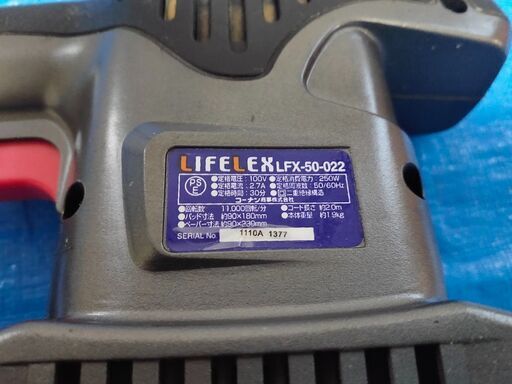 LIFELEX LFX-50-022
PS E
●定格電圧：100V ●定格消費電力：250W
●定格電流：2.7A ●定格周波数：50/60Hz
●定格時間：30分 ●回二重絶縁構造
コーナン商事株式会社
●回転数 11,000回転/分 ●コード長さ 約2.0m
●パッド寸法 約90×180mm ●本体重量 約1.9kg
●ペーパー寸法 約90×239mm
SERIAL No 1110A 1377